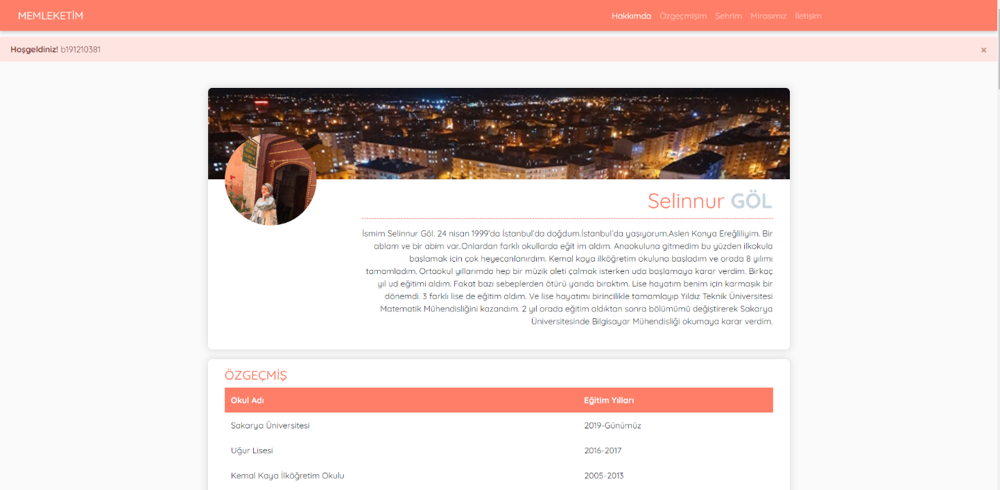 MEMLEKETİM
Hakkımda Özgeçmişim Şehrim Mirasımız İletişim
Hoşgeldiniz! b191210381 ×
Selinnur GÖL
İsmim Selinnur Göl. 24 nisan 1999'da İstanbul'da doğdum.İstanbul'da yaşıyorum.Aslen Konya Ereğliliyim. Bir
ablam ve bir abim var..Onlardan farklı okullarda eğit im aldım. Anaokuluna gitmedim bu yüzden ilkokula
başlamak için çok heyecanlanırdım. Kemal kaya ilköğretim okuluna başladım ve orada 8 yılımı
tamamladım. Ortaokul yıllarımda hep bir müzik aleti çalmak isterken uda başlamaya karar verdim. Birkaç
yıl ud eğitimi aldım. Fakat bazı sebeplerden ötürü yarıda bıraktım. Lise hayatım benim için karmaşık bir
dönemdi. 3 farklı lise de eğitim aldım. Ve lise hayatımı birincilikle tamamlayıp Yıldız Teknik Üniversitesi
Matematik Mühendisliğini kazandım. 2 yıl orada eğitim aldıktan sonra bölümümü değiştirerek Sakarya
Üniversitesinde Bilgisayar Mühendisliği okumaya karar verdim.
ÖZGEÇMİŞ
Okul Adı Eğitim Yılları
Sakarya Üniversitesi 2019-Günümüz
Uğur Lisesi 2016-2017
Kemal Kaya İlköğretim Okulu 2005-2013